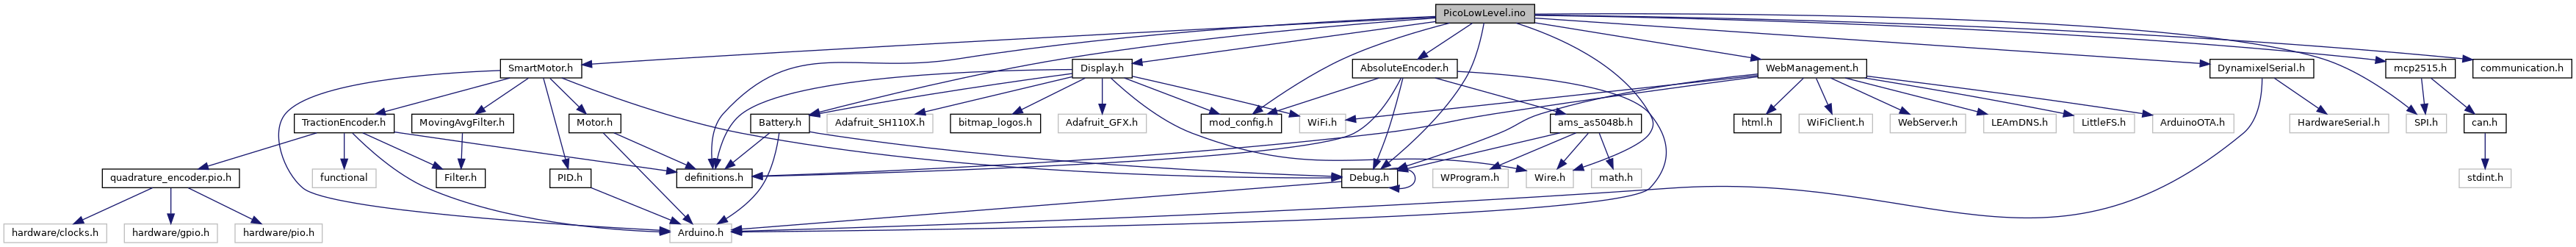 PicoLowLevel.ino
SmartMotor.h
Display.h
AbsoluteEncoder.h
WebManagement.h
DynamixelSerial.h
mcp2515.h
communication.h
TractionEncoder.h
MovingAvgFilter.h
Motor.h
Battery.h
Adafruit_SH110X.h
bitmap_logos.h
Adafruit_GFX.h
mod_config.h
WiFi.h
ams_as5048b.h
html.h
WiFiClient.h
WebServer.h
LEAmDNS.h
LittleFS.h
ArduinoOTA.h
HardwareSerial.h
SPI.h
can.h
quadrature_encoder.pio.h
functional
Filter.h
PID.h
definitions.h
Debug.h
WProgram.h
Wire.h
math.h
stdint.h
hardware/clocks.h
hardware/gpio.h
hardware/pio.h
Arduino.h